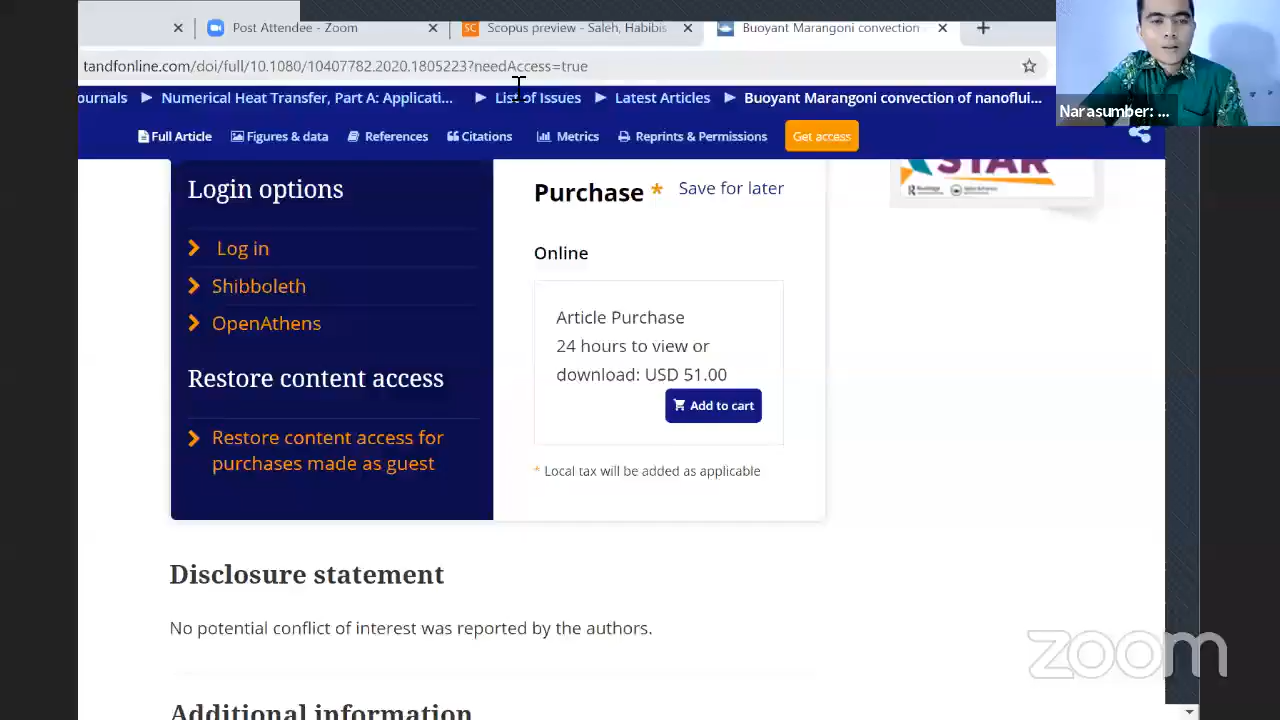 Post Attendee - Zoom
SC Scopus preview - Saleh, Habibis
Buoyant Marangoni convection
tandfonline.com/doi/full/10.1080/10407782.2020.1805223?needAccess=true
Narasumber: ...
ournals Numerical Heat Transfer, Part A: Applicati... List of Issues Latest Articles Buoyant Marangoni convection of nanoflui...
Full Article Figures & data References Citations Metrics Reprints & Permissions Get access
STAR
Login options
Purchase * Save for later
Log in
Online
Shibboleth
OpenAthens
Article Purchase
24 hours to view or
download: USD 51.00
Add to cart
Restore content access
Restore content access for
purchases made as guest
* Local tax will be added as applicable
Disclosure statement
No potential conflict of interest was reported by the authors.
zoom
Additional information